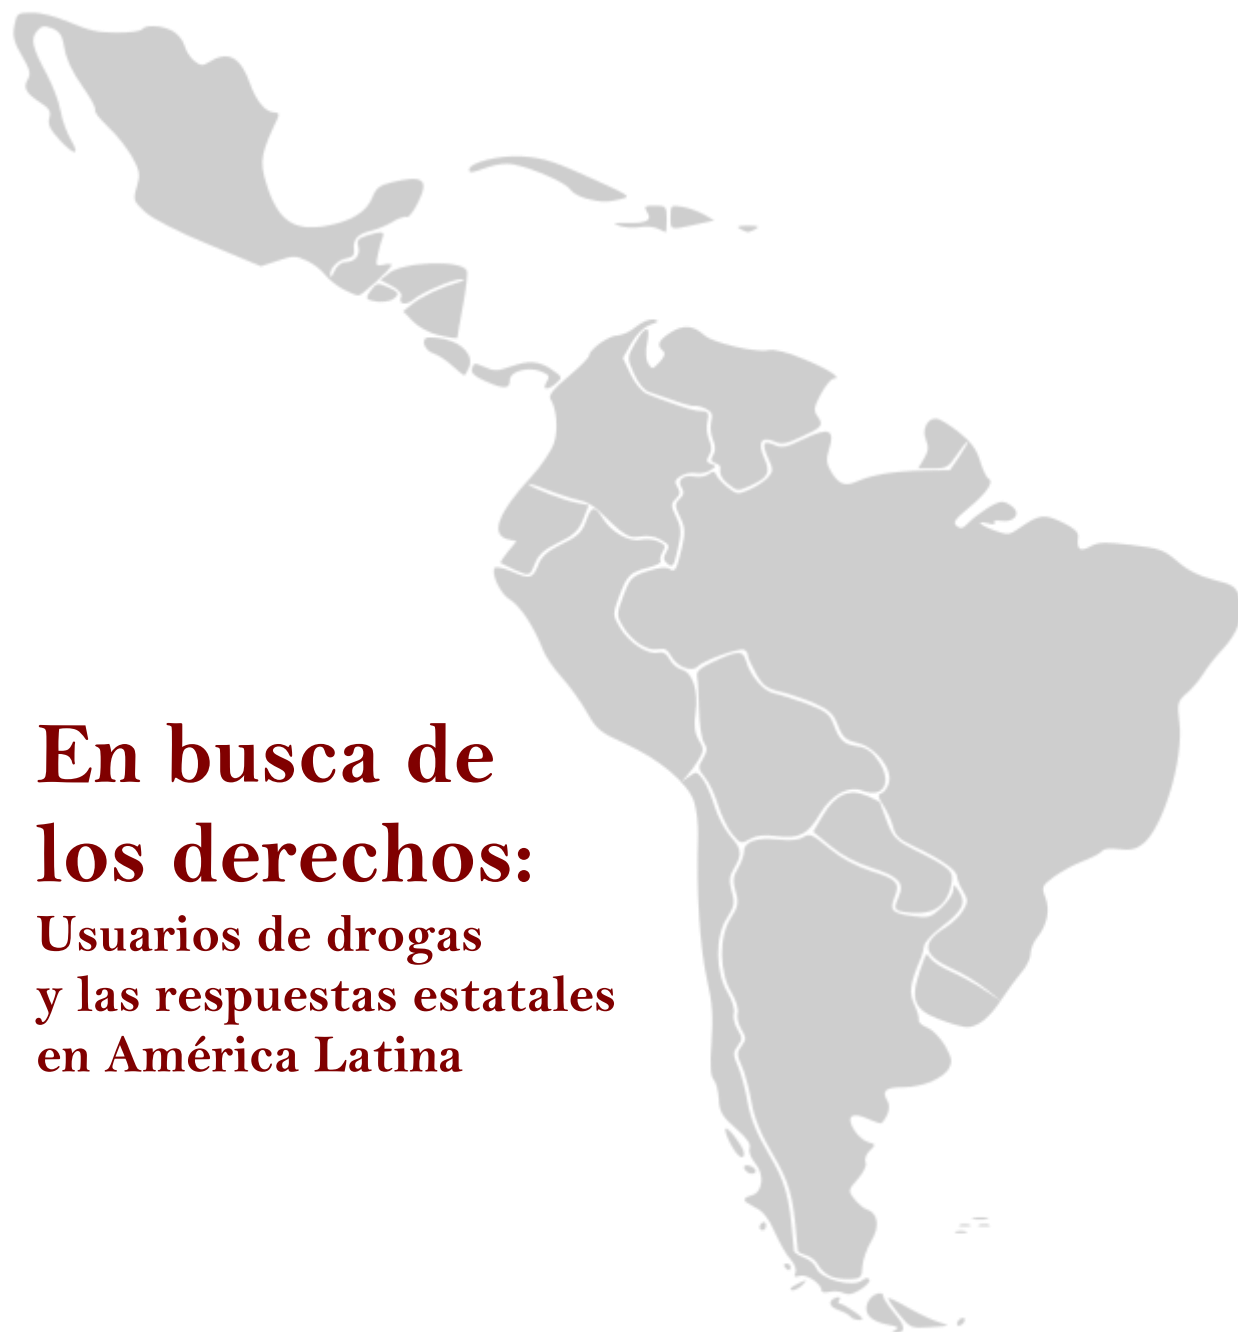 En busca de
los derechos:
Usuarios de drogas
y las respuestas estatales
en América Latina